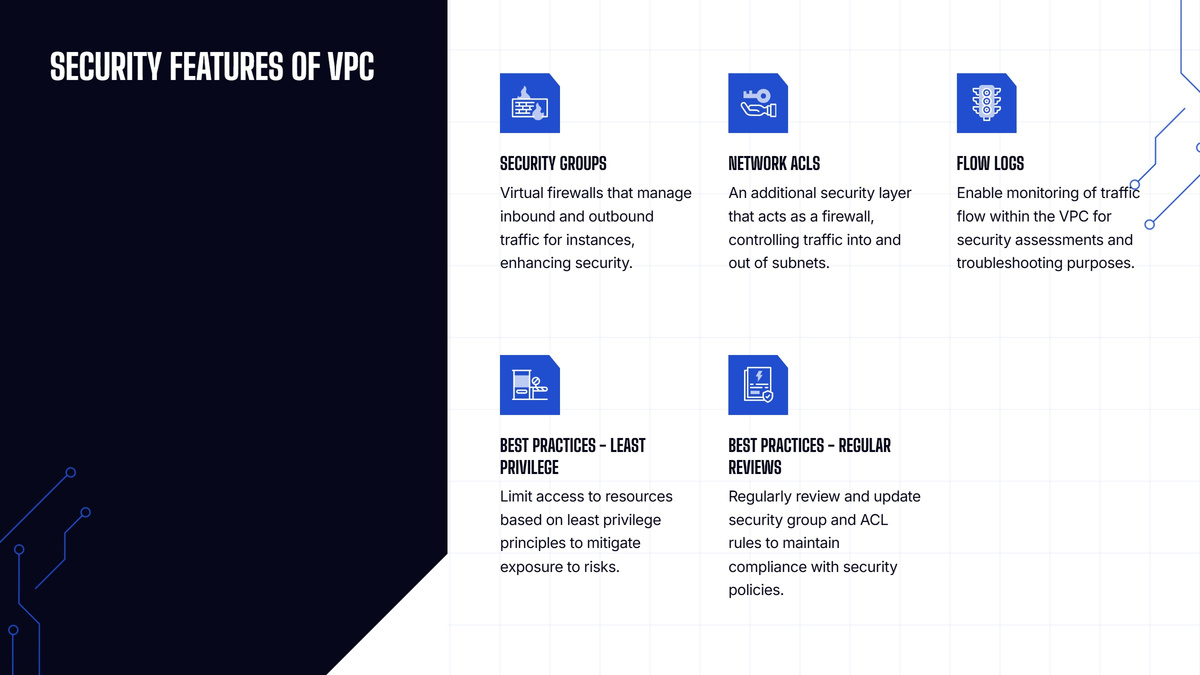 SECURITY FEATURES OF VPC
SECURITY GROUPS
Virtual firewalls that manage
inbound and outbound
traffic for instances,
enhancing security.
NETWORK ACLS
An additional security layer
that acts as a firewall,
controlling traffic into and
out of subnets.
FLOW LOGS
Enable monitoring of traffic
flow within the VPC for
security assessments and
troubleshooting purposes.
BEST PRACTICES - LEAST
PRIVILEGE
Limit access to resources
based on least privilege
principles to mitigate
exposure to risks.
BEST PRACTICES - REGULAR
REVIEWS
Regularly review and update
security group and ACL
rules to maintain
compliance with security
policies.